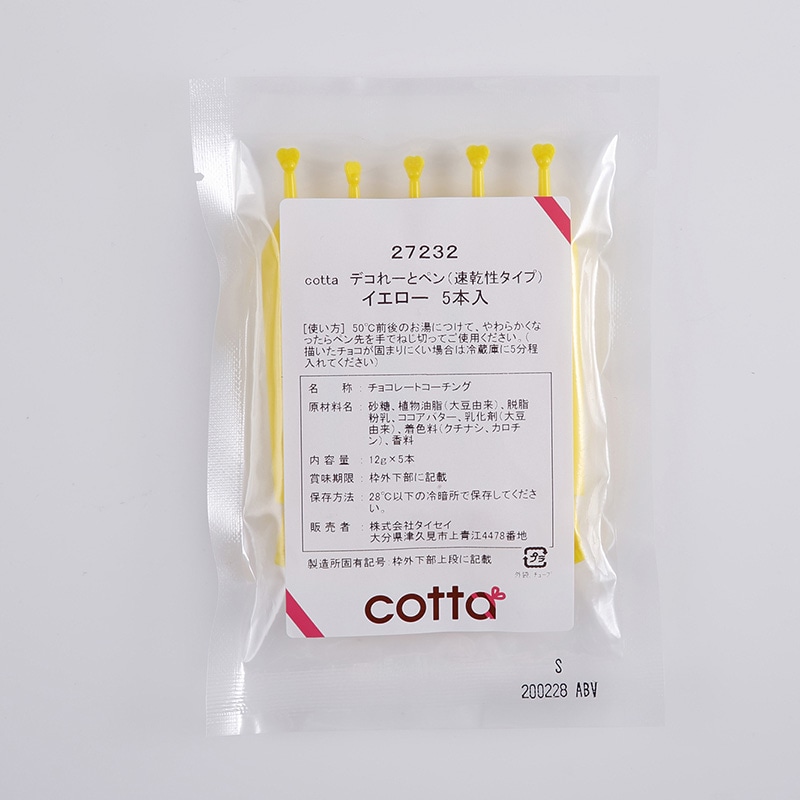 27232
cotta デコれーとペン(速乾性タイプ)
イエロー 5本入
[使い方] 50℃前後のお湯につけて、やわらかくな
ったらペン先を手でねじ切ってご使用ください。(
描いたチョコが固まりにくい場合は冷蔵庫に5分程
入れてください)
名称 : チョコレートコーチング
原材料名 : 砂糖、植物油脂(大豆由来)、脱脂
粉乳、ココアバター、乳化剤(大豆
由来)、着色料(クチナシ、カロチ
ン)、香料
内容量 : 12g×5本
賞味期限 : 枠外下部に記載
保存方法 : 28℃以下の冷暗所で保存してくださ
い。
販売者 : 株式会社タイセイ
大分県津久見市上青江4478番地
製造所固有記号:枠外下部上段に記載
プラ
外袋、チューブ
cotta
S
200228 ABV